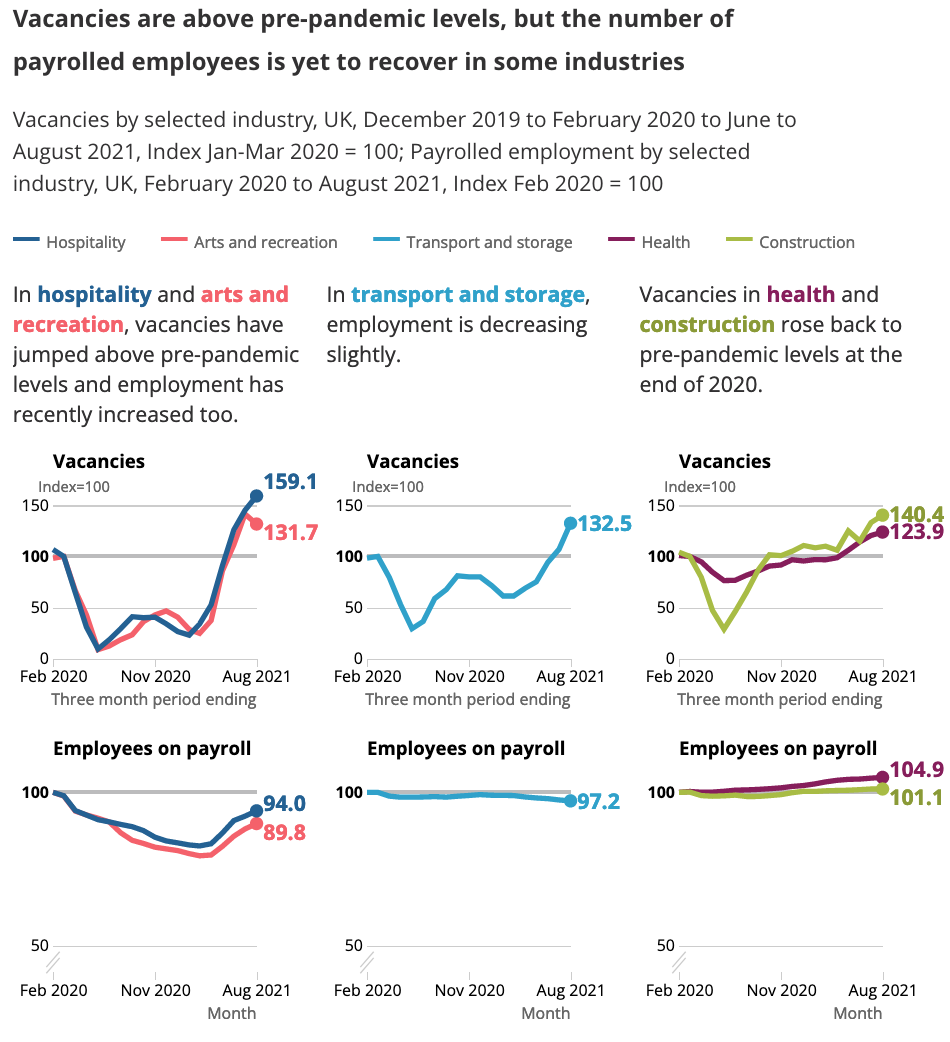 Vacancies are above pre-pandemic levels, but the number of
payrolled employees is yet to recover in some industries
Vacancies by selected industry, UK, December 2019 to February 2020 to June to
August 2021, Index Jan-Mar 2020 = 100; Payrolled employment by selected
industry, UK, February 2020 to August 2021, Index Feb 2020 = 100
Hospitality Arts and recreation Transport and storage Health Construction
In hospitality and arts and
recreation, vacancies have
jumped above pre-pandemic
levels and employment has
recently increased too.
In transport and storage,
employment is decreasing
slightly.
Vacancies in health and
construction rose back to
pre-pandemic levels at the
end of 2020.
Vacancies
Index=100
159.1
150
131.7
100
50
0
Feb 2020 Nov 2020 Aug 2021
Three month period ending
Vacancies
Index=100
150
132.5
100
50
0
Feb 2020 Nov 2020 Aug 2021
Three month period ending
Vacancies
Index=100
150
140.4
123.9
100
50
0
Feb 2020 Nov 2020 Aug 2021
Three month period ending
Employees on payroll
100
94.0
89.8
50
Feb 2020 Nov 2020 Aug 2021
Month
Employees on payroll
100
97.2
50
Feb 2020 Nov 2020 Aug 2021
Month
Employees on payroll
104.9
100
101.1
50
Feb 2020 Nov 2020 Aug 2021
Month